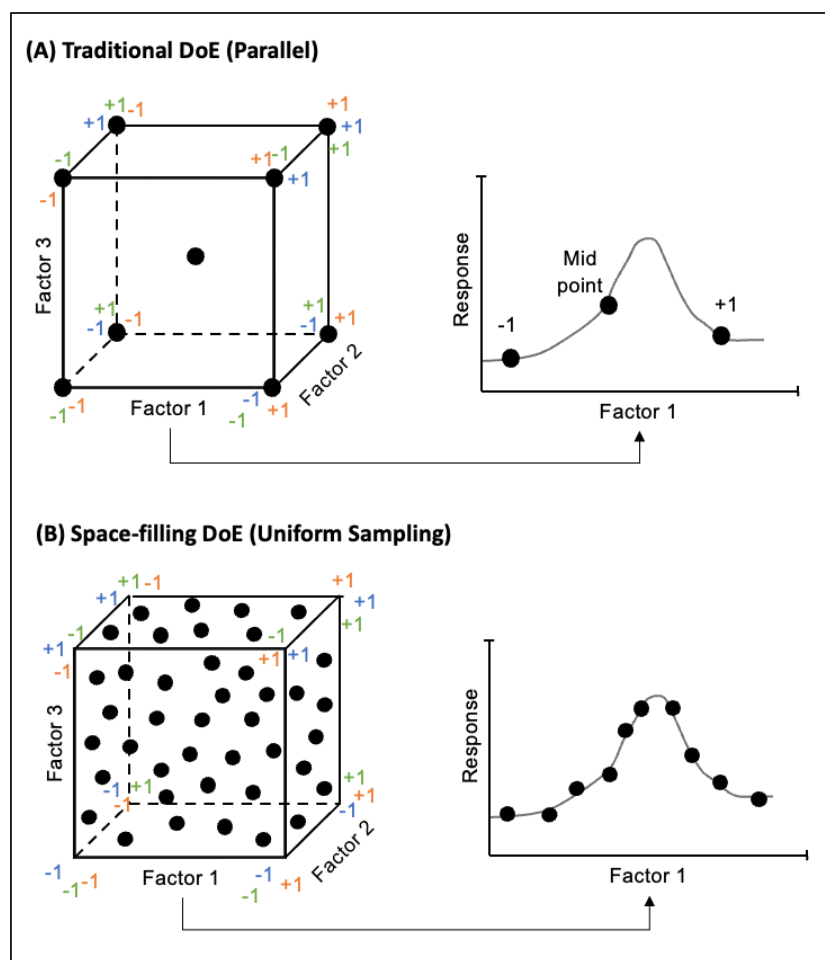 (A) Traditional DoE (Parallel)
+1 -1
+1
+1
+1
+1
-1
-1
+1 -1
+1
Factor 3
+1
-1 -1
+1
-1 +1
Factor 2
Factor 1
-1 -1
-1
-1 +1
Response
Mid
point
-1
+1
Factor 1
(B) Space-filling DoE (Uniform Sampling)
+1 -1
+1
+1
+1
+1
-1
+1
-1
-1
+1 +1
Factor 3
-1 +1
-1
+1
+1
-1
Factor 2
Factor 1
-1
-1 -1
-1
-1 +1
Response
Factor 1